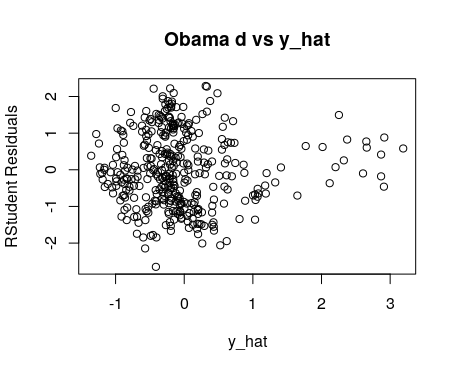 Obama d vs y_hat
RStudent Residuals
2
1
0
-1
-2
-1 0 1 2 3
y_hat